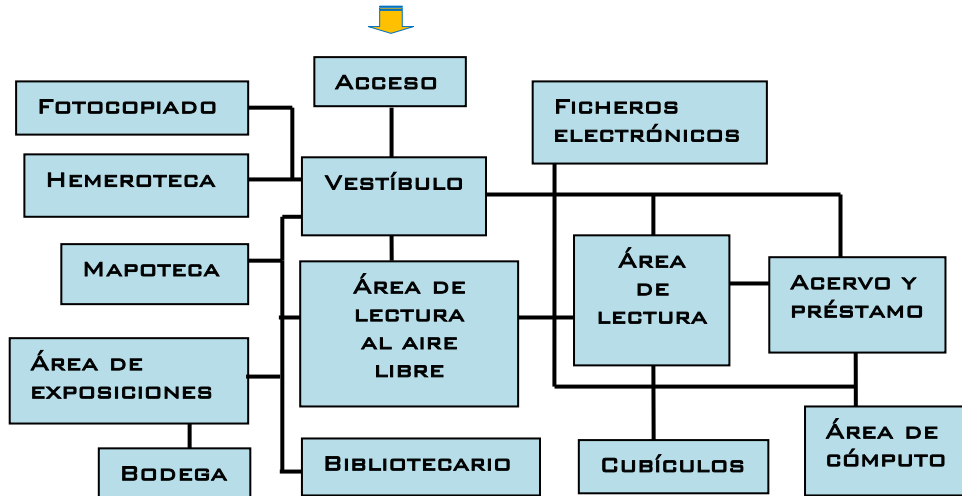 Acceso
Fotocopiado
Ficheros
electrónicos
Hemeroteca
Vestíbulo
Mapoteca
Área de
lectura
al aire
libre
Área
de
lectura
Acervo y
préstamo
Área de
exposiciones
Bodega
Bibliotecario
Cubículos
Área de
cómputo